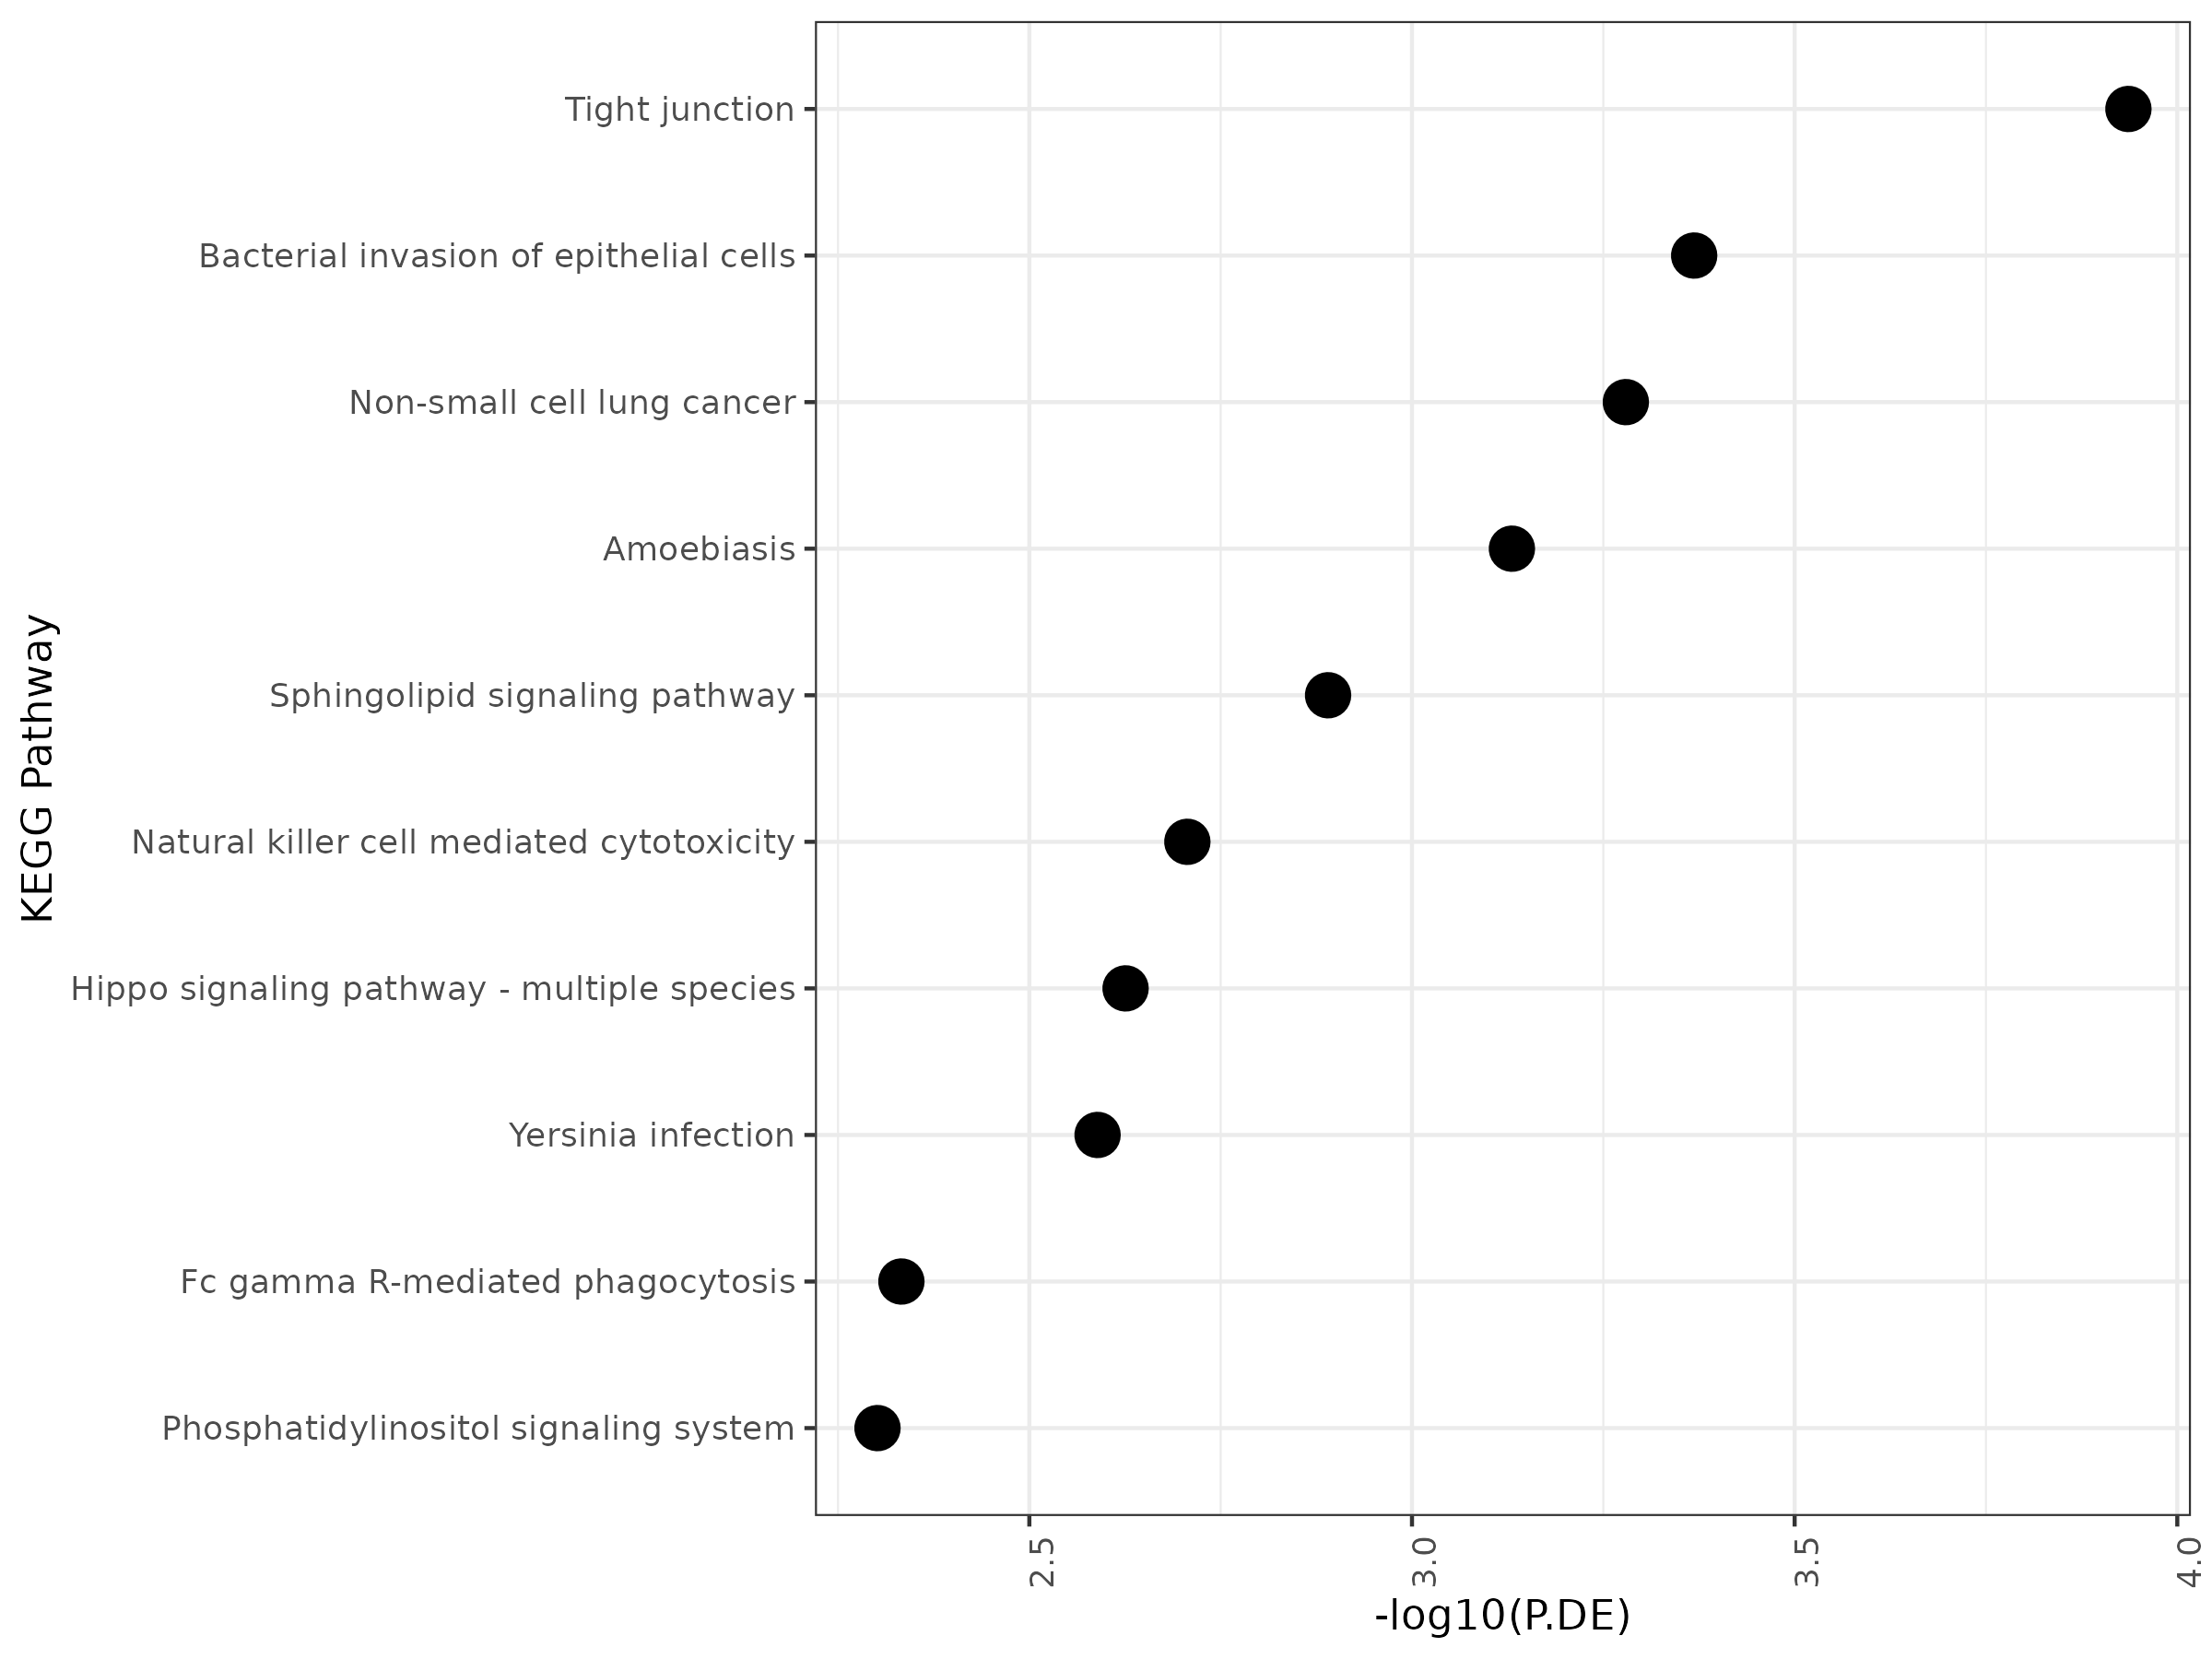 Tight junction
Bacterial invasion of epithelial cells
Non-small cell lung cancer
Amoebiasis
Sphingolipid signaling pathway
Natural killer cell mediated cytotoxicity
Hippo signaling pathway - multiple species
Yersinia infection
Fc gamma R-mediated phagocytosis
Phosphatidylinositol signaling system
KEGG Pathway
2.5
3.0
3.5
4.0
-log10(P.DE)